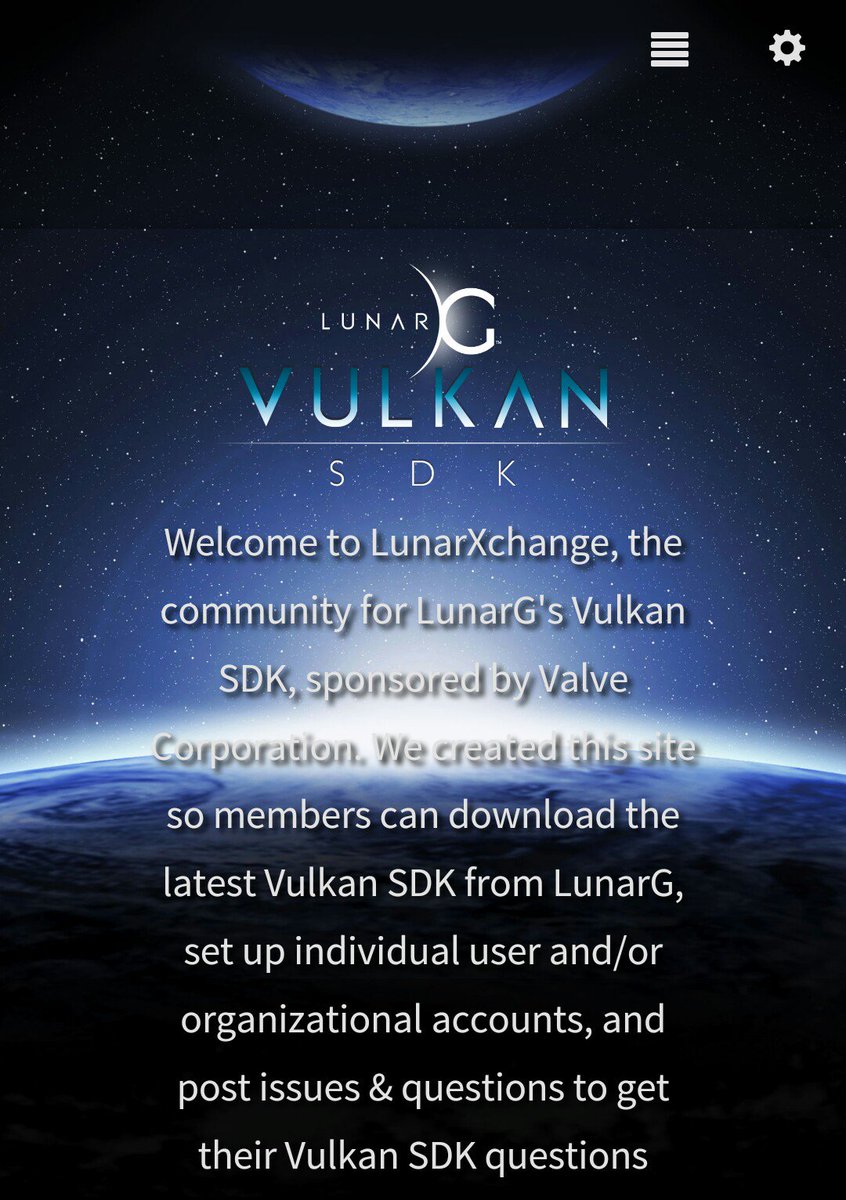 LUNAR G™
VULKAN
SDK
Welcome to LunarXchange, the
community for LunarG's Vulkan
SDK, sponsored by Valve
Corporation. We created this site
so members can download the
latest Vulkan SDK from LunarG,
set up individual user and/or
organizational accounts, and
post issues & questions to get
their Vulkan SDK questions